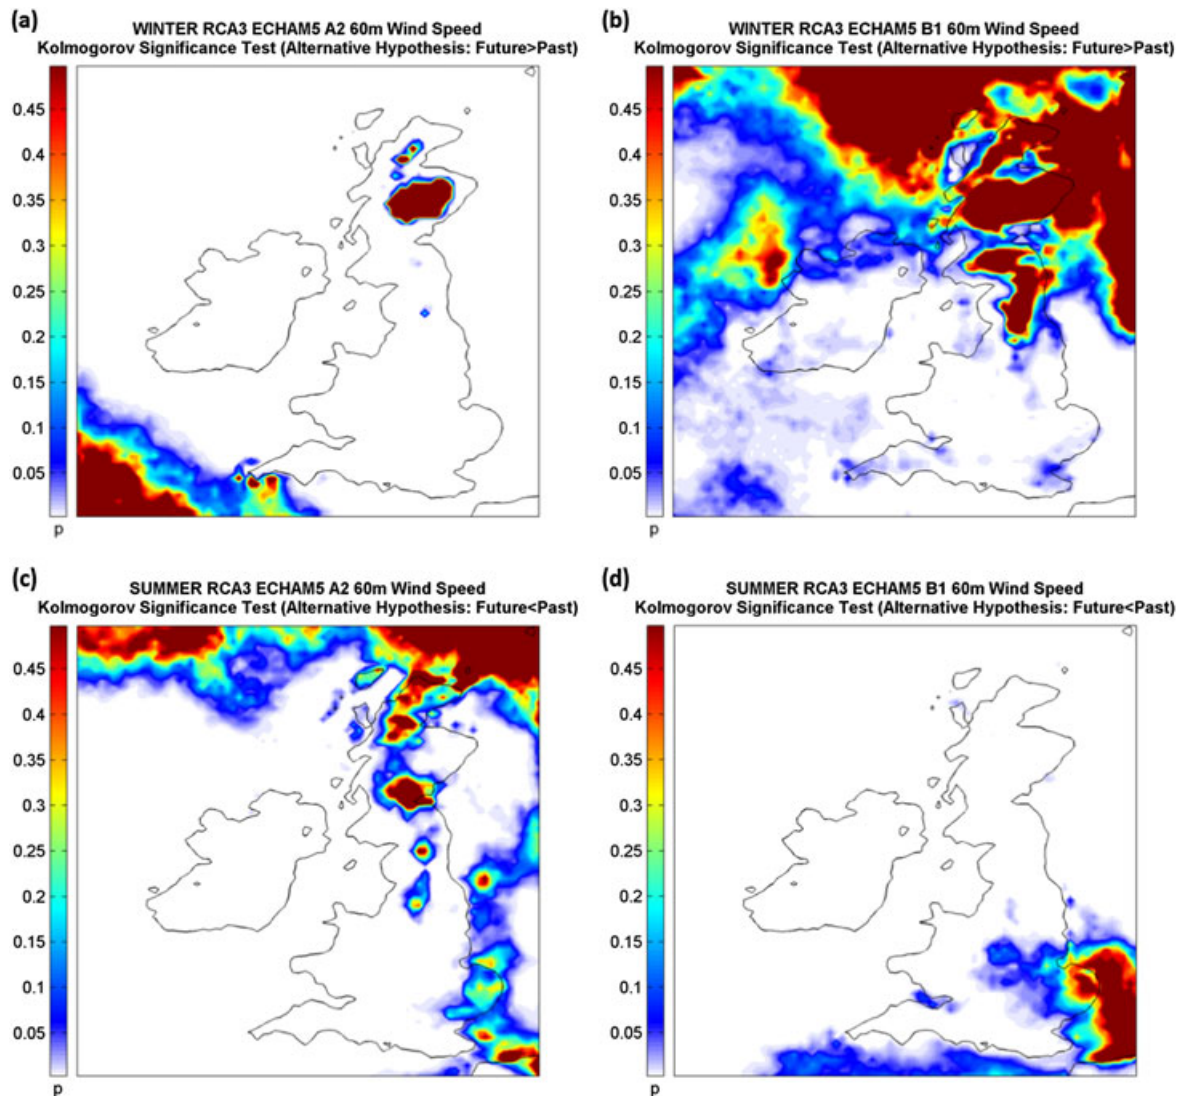 (a)
WINTER RCA3 ECHAM5 A2 60m Wind Speed
Kolmogorov Significance Test (Alternative Hypothesis: Future>Past)
0.45
0.4
0.35
0.3
0.25
0.2
0.15
0.1
0.05
p
(b)
WINTER RCA3 ECHAM5 B1 60m Wind Speed
Kolmogorov Significance Test (Alternative Hypothesis: Future>Past)
0.45
0.4
0.35
0.3
0.25
0.2
0.15
0.1
0.05
p
(c)
SUMMER RCA3 ECHAM5 A2 60m Wind Speed
Kolmogorov Significance Test (Alternative Hypothesis: Future<Past)
0.45
0.4
0.35
0.3
0.25
0.2
0.15
0.1
0.05
p
(d)
SUMMER RCA3 ECHAM5 B1 60m Wind Speed
Kolmogorov Significance Test (Alternative Hypothesis: Future<Past)
0.45
0.4
0.35
0.3
0.25
0.2
0.15
0.1
0.05
p